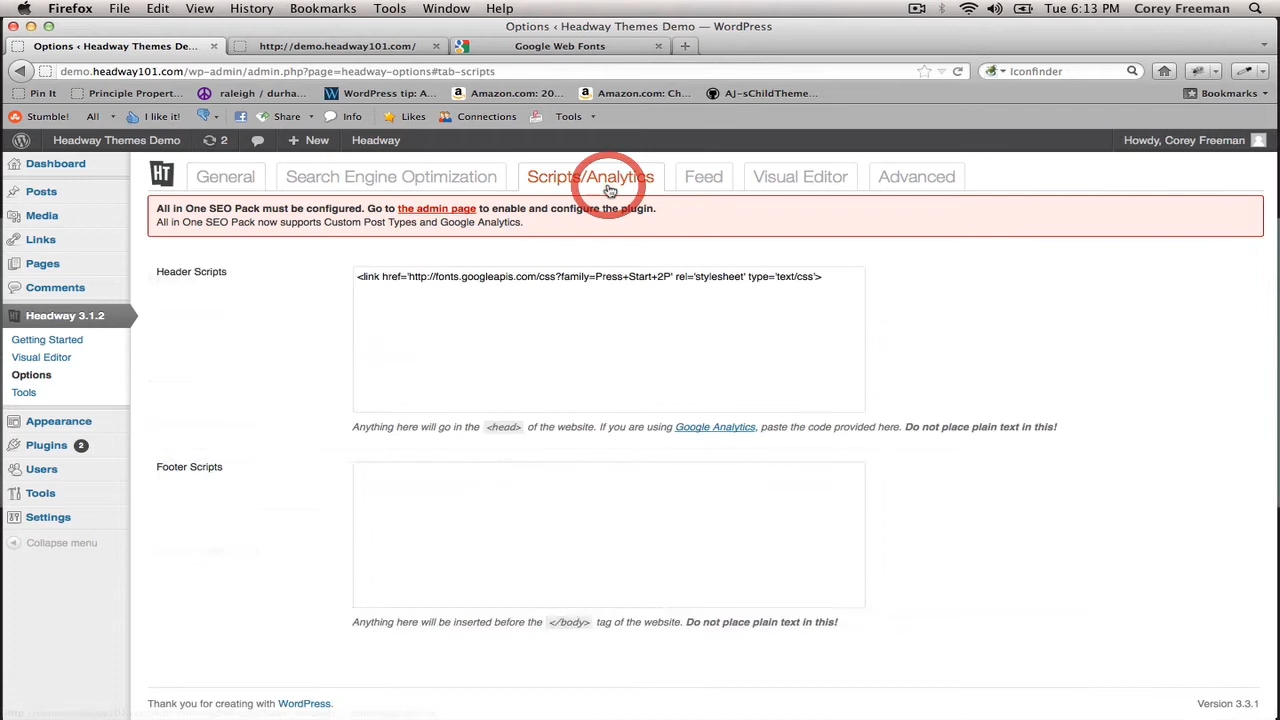 Firefox File Edit View History Bookmarks Tools Window Help Tue 6:13 PM Corey Freeman
Options ‹ Headway Themes Demo — WordPress
Options ‹ Headway Themes De... http://demo.headway101.com/ Google Web Fonts
demo.headway101.com/wp-admin/admin.php?page=headway-options#tab-scripts Iconfinder
Pin It Principle Propert... raleigh / durha... WordPress tip: A... Amazon.com: 20... Amazon.com: Ch... AJ-sChildTheme... Bookmarks
Stumble! All I like it! Share Info Likes Connections Tools
Headway Themes Demo 2 New Headway Howdy, Corey Freeman
Dashboard
Posts
Media
Links
Pages
Comments
Headway 3.1.2
Getting Started
Visual Editor
Options
Tools
Appearance
Plugins 2
Users
Tools
Settings
Collapse menu
HT General Search Engine Optimization Scripts/Analytics Feed Visual Editor Advanced
All in One SEO Pack must be configured. Go to the admin page to enable and configure the plugin.
All in One SEO Pack now supports Custom Post Types and Google Analytics.
Header Scripts
<link href='http://fonts.googleapis.com/css?family=Press+Start+2P' rel='stylesheet' type='text/css'>
Anything here will go in the <head> of the website. If you are using Google Analytics, paste the code provided here. Do not place plain text in this!
Footer Scripts
Anything here will be inserted before the </body> tag of the website. Do not place plain text in this!
Thank you for creating with WordPress. Version 3.3.1